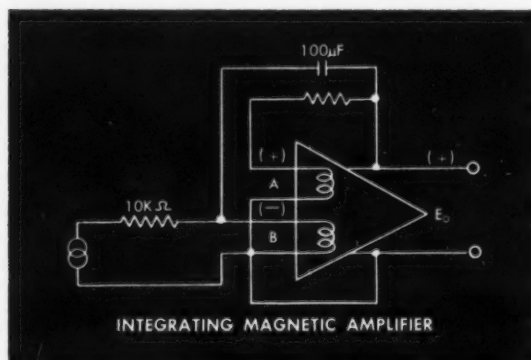 100μF
(+)
(+)
A
10K Ω
(—)
E₀
B
INTEGRATING MAGNETIC AMPLIFIER